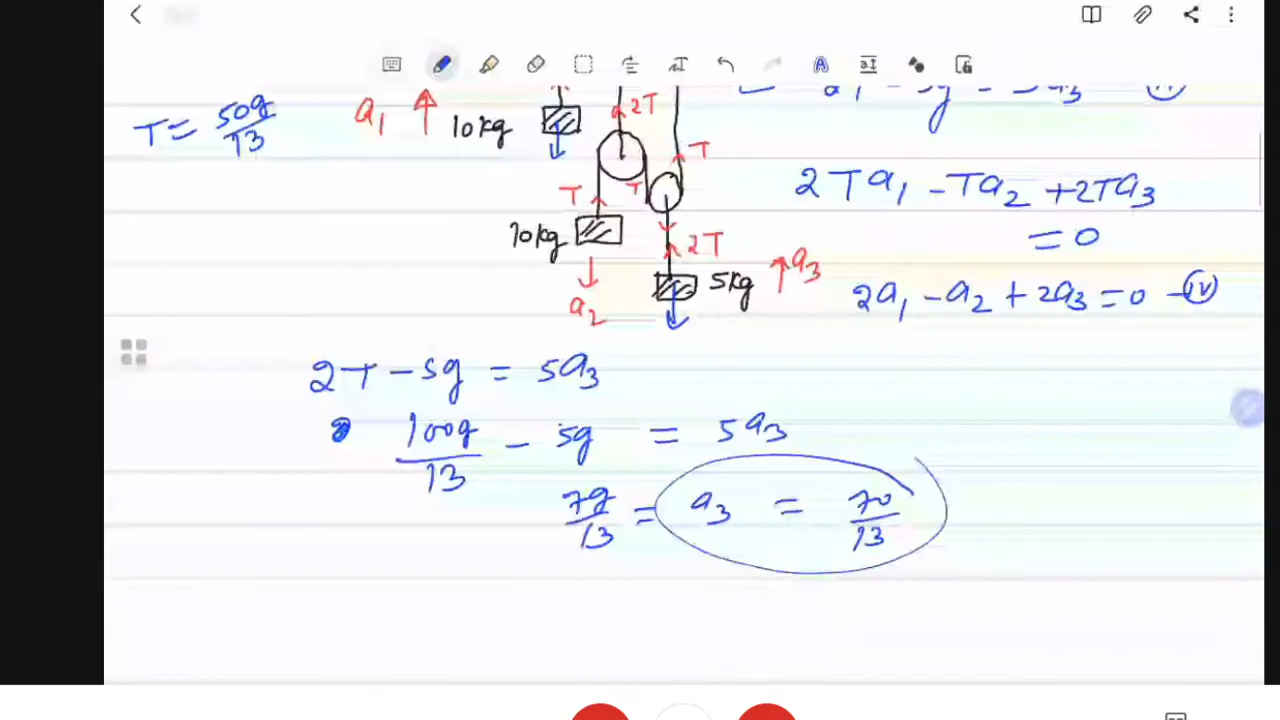 T = 50g/13
a1
10kg
2T
2Ta1 - Ta2 + 2Ta3
= 0
T
T
T
10kg
2T
a3
5kg
a2
2a1 - a2 + 2a3 = 0 - (IV)
2T - 5g = 5a3
100g/13 - 5g = 5a3
7g/13 = a3 = 70/13